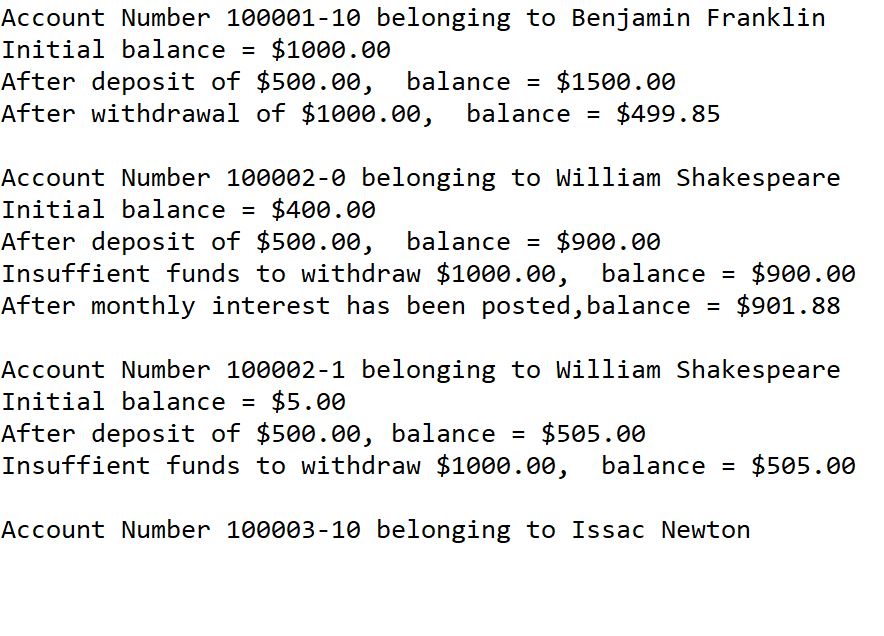 Account Number 100001-10 belonging to Benjamin Franklin
Initial balance = $1000.00
After deposit of $500.00,  balance = $1500.00
After withdrawal of $1000.00,  balance = $499.85

Account Number 100002-0 belonging to William Shakespeare
Initial balance = $400.00
After deposit of $500.00,  balance = $900.00
Insuffient funds to withdraw $1000.00,  balance = $900.00
After monthly interest has been posted,balance = $901.88

Account Number 100002-1 belonging to William Shakespeare
Initial balance = $5.00
After deposit of $500.00, balance = $505.00
Insuffient funds to withdraw $1000.00,  balance = $505.00

Account Number 100003-10 belonging to Issac Newton